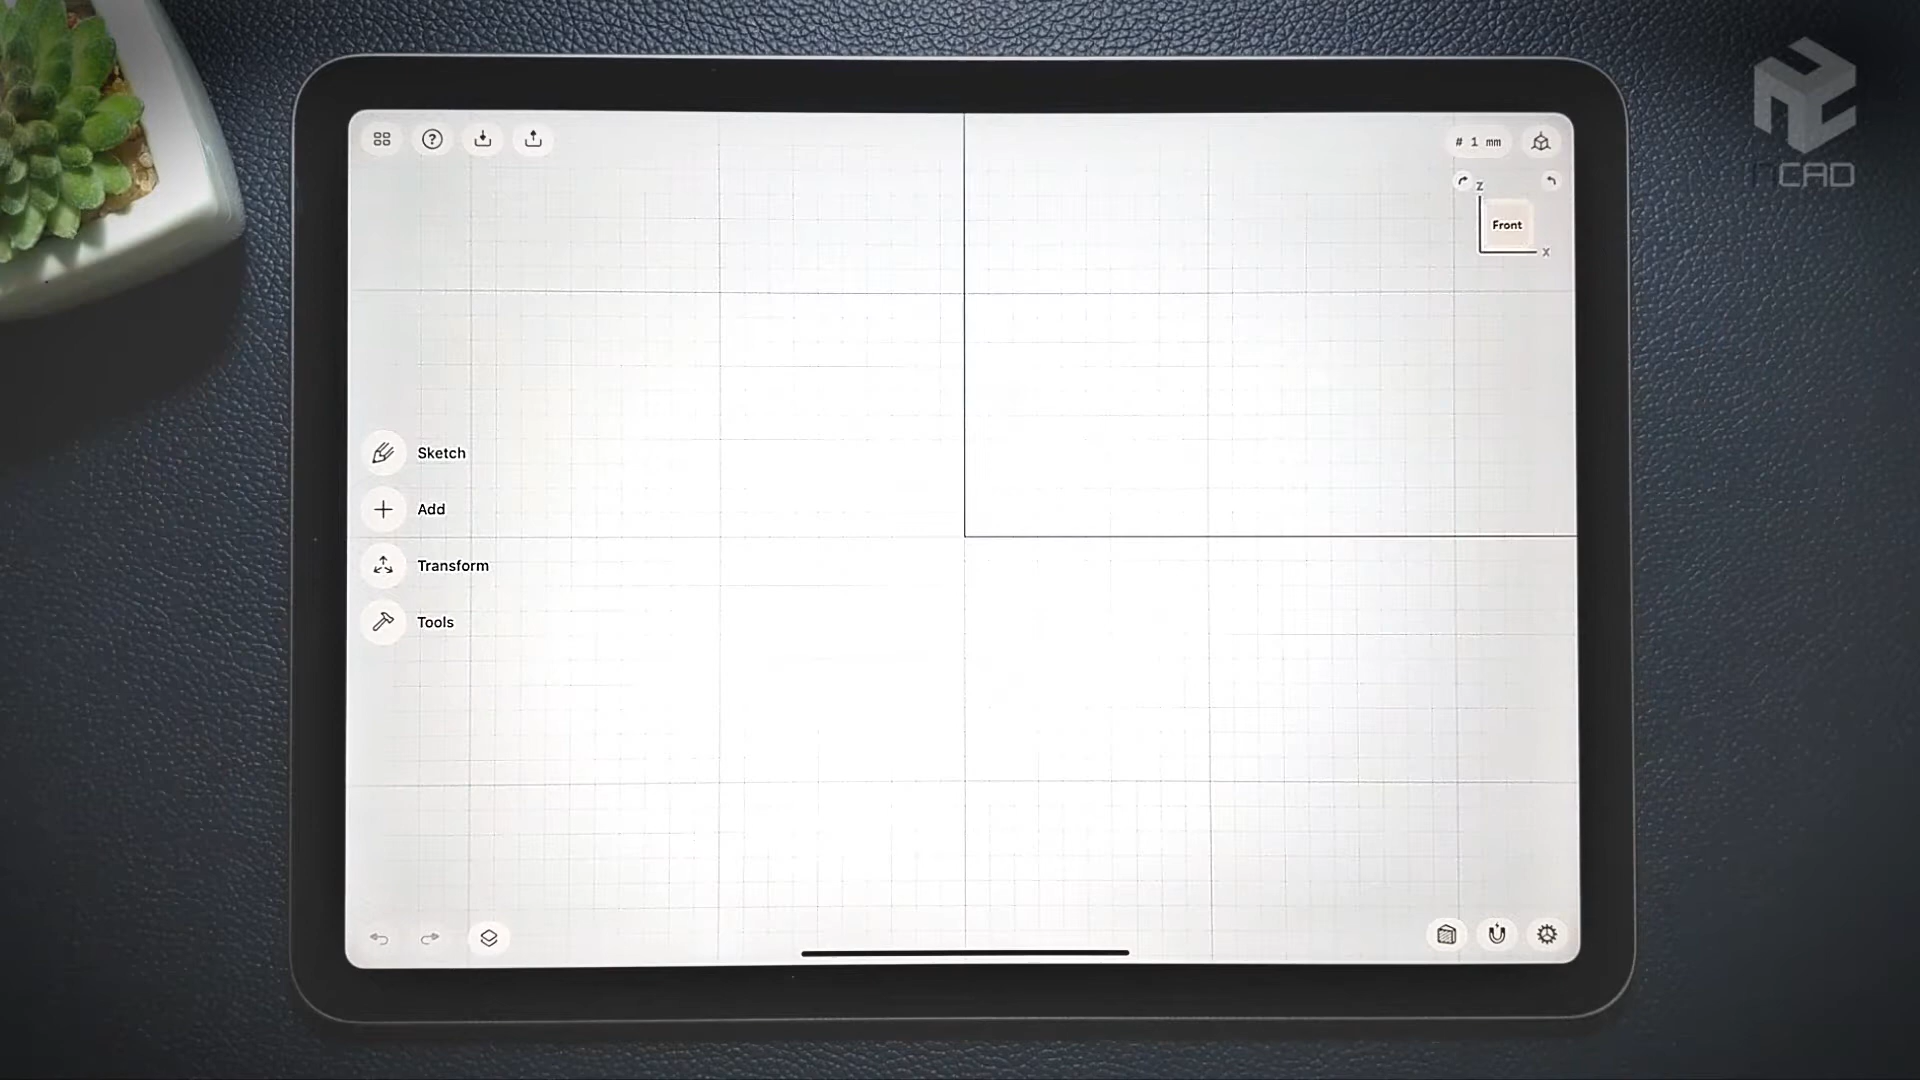 # 1 mm
Z
Front
X
Sketch
Add
Transform
Tools
nCAD